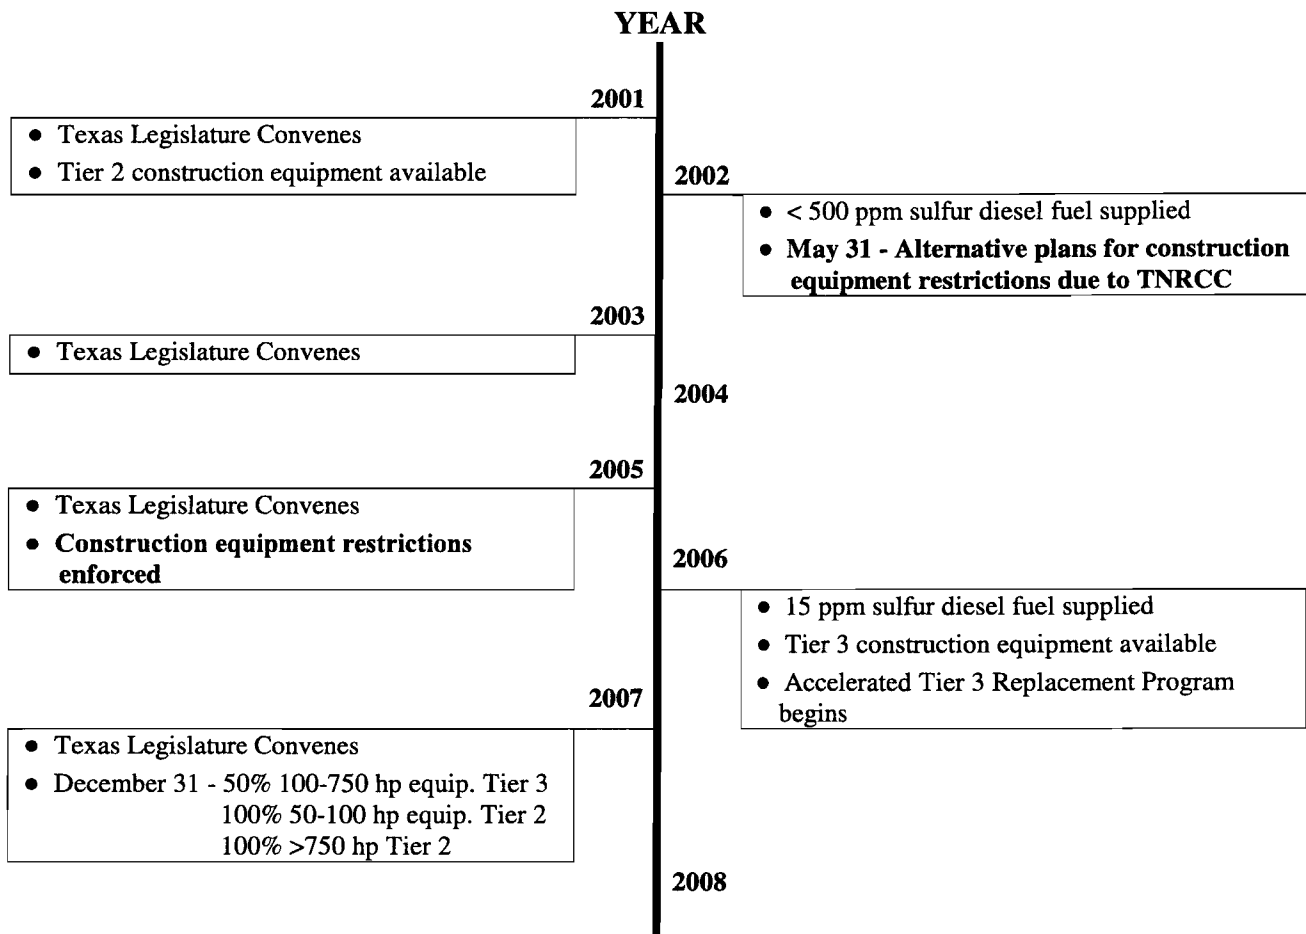 YEAR
2001
● Texas Legislature Convenes
● Tier 2 construction equipment available
2002
● < 500 ppm sulfur diesel fuel supplied
● May 31 - Alternative plans for construction
equipment restrictions due to TNRCC
2003
● Texas Legislature Convenes
2004
2005
● Texas Legislature Convenes
● Construction equipment restrictions
enforced
2006
● 15 ppm sulfur diesel fuel supplied
● Tier 3 construction equipment available
● Accelerated Tier 3 Replacement Program
begins
2007
● Texas Legislature Convenes
● December 31 - 50% 100-750 hp equip. Tier 3
100% 50-100 hp equip. Tier 2
100% >750 hp Tier 2
2008